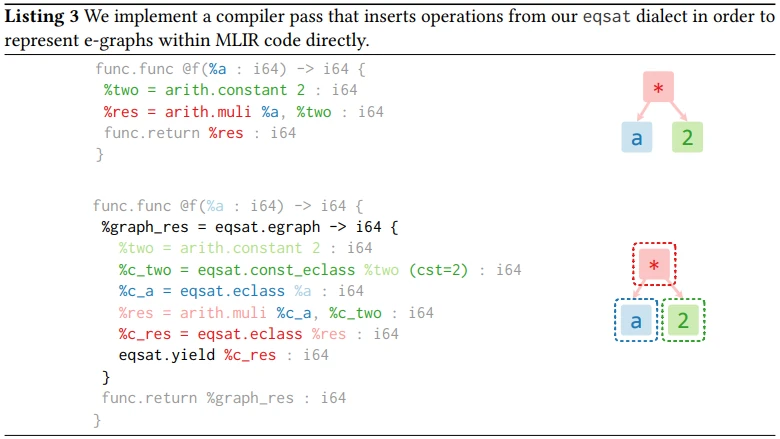 Listing 3 We implement a compiler pass that inserts operations from our eqsat dialect in order to
represent e-graphs within MLIR code directly.
func.func @f(%a : i64) -> i64 {
%two = arith.constant 2 : i64
%res = arith.muli %a, %two : i64
func.return %res : i64
}
*
a 2
func.func @f(%a : i64) -> i64 {
%graph_res = eqsat.egraph -> i64 {
%two = arith.constant 2 : i64
%c_two = eqsat.const_eclass %two (cst=2) : i64
%c_a = eqsat.eclass %a : i64
%res = arith.muli %c_a, %c_two : i64
%c_res = eqsat.eclass %res : i64
eqsat.yield %c_res : i64
}
func.return %graph_res : i64
}
*
a 2